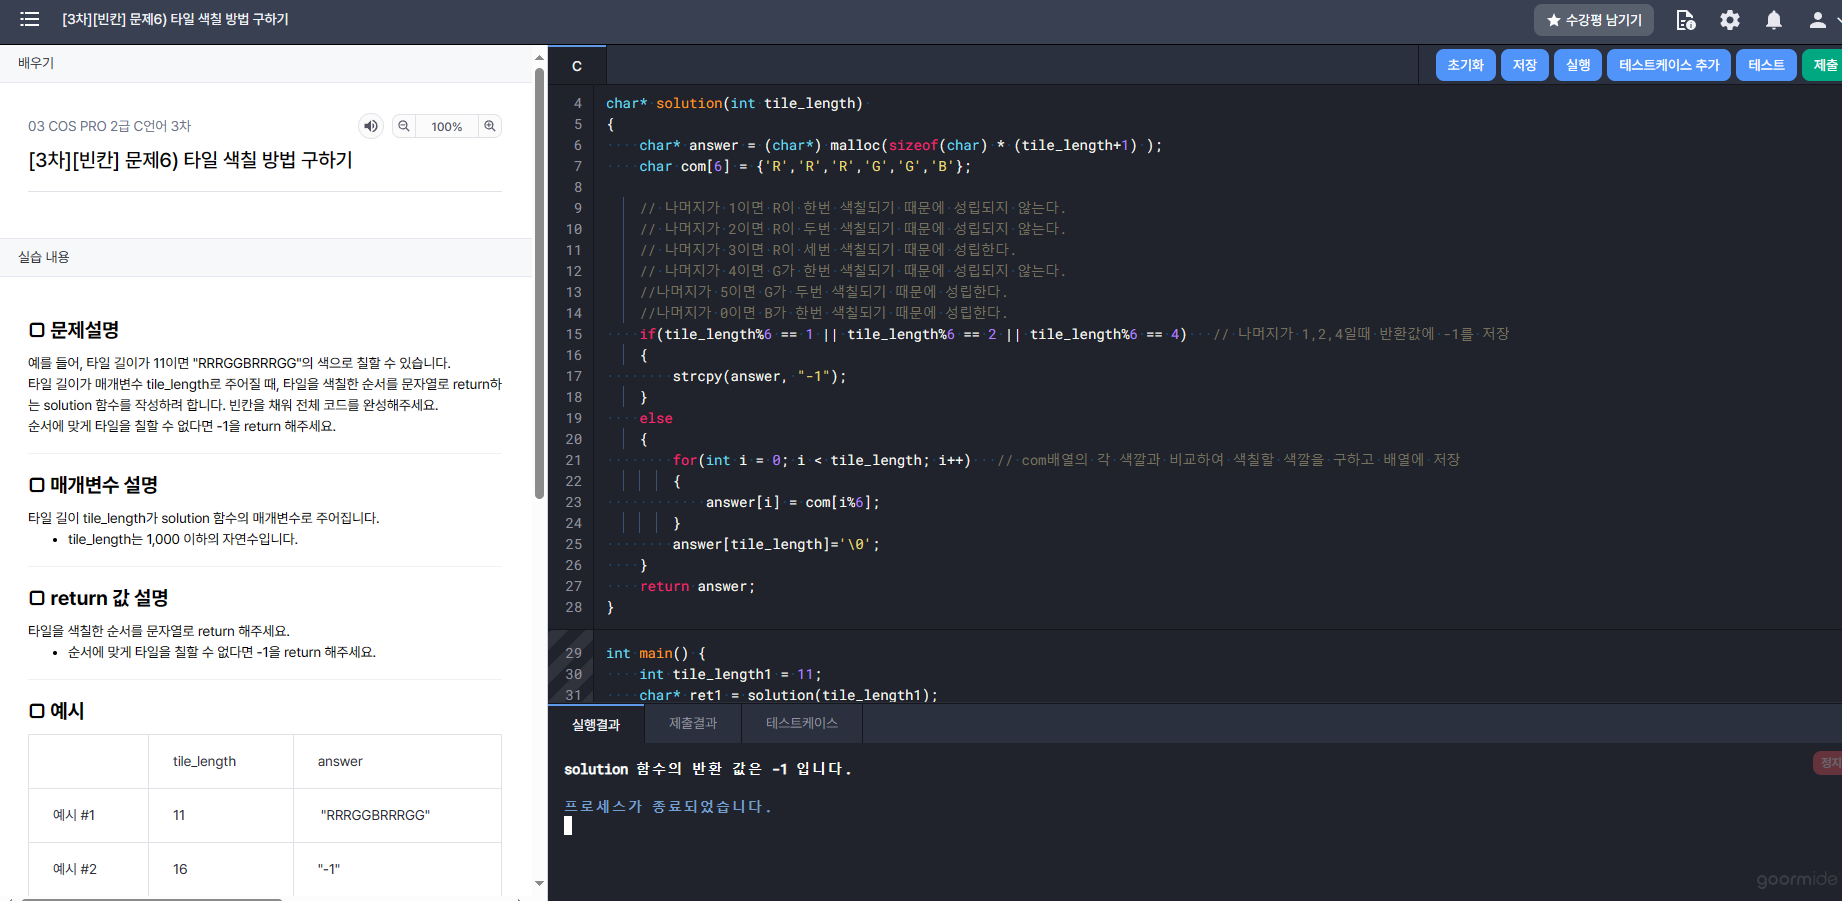 [3차][빈칸] 문제6) 타일 색칠 방법 구하기
★ 수강평 남기기
배우기
03 COS PRO 2급 C언어 3차
100%
[3차][빈칸] 문제6) 타일 색칠 방법 구하기
실습 내용
문제설명
예를 들어, 타일 길이가 11이면 "RRRGGBRRRGG"의 색으로 칠할 수 있습니다.
타일 길이가 매개변수 tile_length로 주어질 때, 타일을 색칠한 순서를 문자열로 return하
는 solution 함수를 작성하려 합니다. 빈칸을 채워 전체 코드를 완성해주세요.
순서에 맞게 타일을 칠할 수 없다면 -1을 return 해주세요.
매개변수 설명
타일 길이 tile_length가 solution 함수의 매개변수로 주어집니다.
• tile_length는 1,000 이하의 자연수입니다.
return 값 설명
타일을 색칠한 순서를 문자열로 return 해주세요.
• 순서에 맞게 타일을 칠할 수 없다면 -1을 return 해주세요.
예시
tile_length answer
예시 #1 11 "RRRGGBRRRGG"
예시 #2 16 "-1"
C
초기화 저장 실행 테스트케이스 추가 테스트 제출
4 char* solution(int tile_length)
5 {
6 char* answer = (char*) malloc(sizeof(char) * (tile_length+1) );
7 char com[6] = {'R','R','R','G','G','B'};
8
9 // 나머지가 1이면 R이 한번 색칠되기 때문에 성립되지 않는다.
10 // 나머지가 2이면 R이 두번 색칠되기 때문에 성립되지 않는다.
11 // 나머지가 3이면 R이 세번 색칠되기 때문에 성립한다.
12 // 나머지가 4이면 G가 한번 색칠되기 때문에 성립되지 않는다.
13 //나머지가 5이면 G가 두번 색칠되기 때문에 성립한다.
14 //나머지가 0이면 B가 한번 색칠되기 때문에 성립한다.
15 if(tile_length%6 == 1 || tile_length%6 == 2 || tile_length%6 == 4) // 나머지가 1,2,4일때 반환값에 -1를 저장
16 {
17 strcpy(answer, "-1");
18 }
19 else
20 {
21 for(int i = 0; i < tile_length; i++) // com배열의 각 색깔과 비교하여 색칠할 색깔을 구하고 배열에 저장
22 {
23 answer[i] = com[i%6];
24 }
25 answer[tile_length]='\0';
26 }
27 return answer;
28 }
29 int main() {
30 int tile_length1 = 11;
31 char* ret1 = solution(tile_length1);
실행결과 제출결과 테스트케이스
solution 함수의 반환 값은 -1 입니다.
정지
프로세스가 종료되었습니다.
goormide